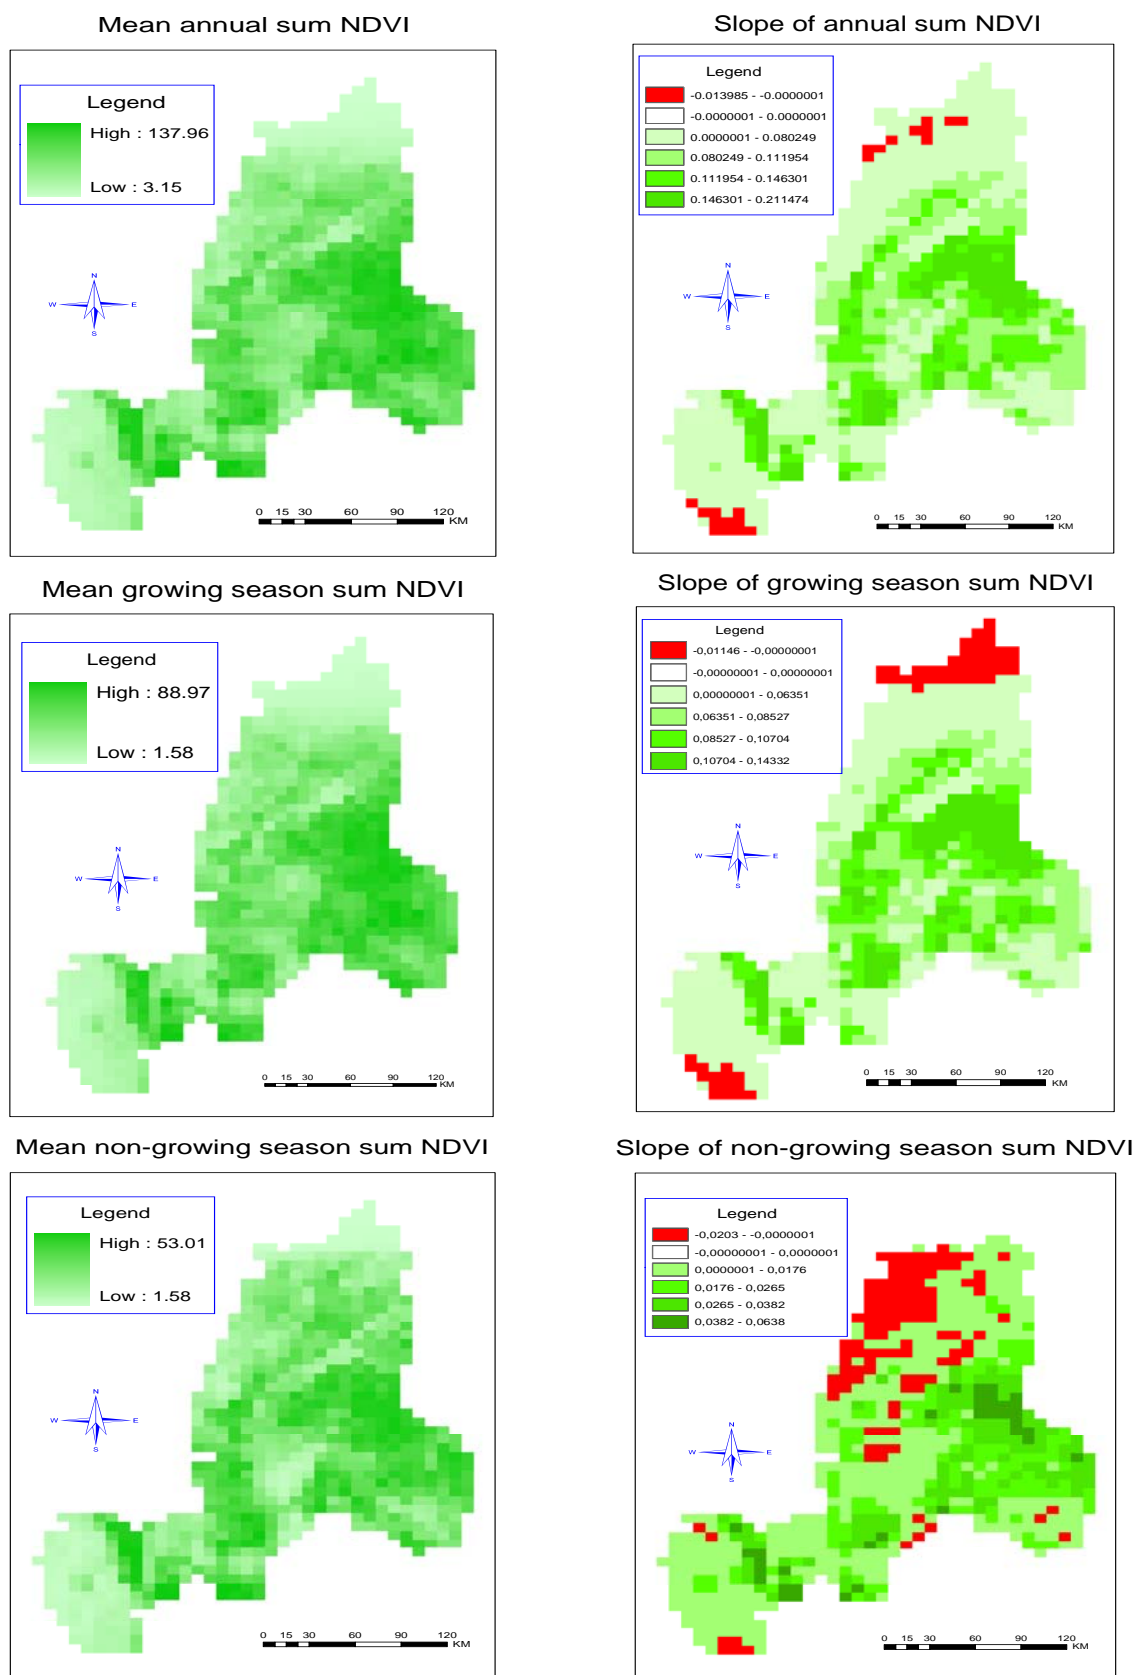 Mean annual sum NDVI
Legend
High : 137.96
Low : 3.15
N
W E
S
0 15 30 60 90 120
KM
Slope of annual sum NDVI
Legend
-0.013985 - -0.0000001
-0.0000001 - 0.0000001
0.0000001 - 0.080249
0.080249 - 0.111954
0.111954 - 0.146301
0.146301 - 0.211474
N
W E
S
0 15 30 60 90 120
KM
Mean growing season sum NDVI
Legend
High : 88.97
Low : 1.58
N
W E
S
0 15 30 60 90 120
KM
Slope of growing season sum NDVI
Legend
-0,01146 - -0,00000001
-0,00000001 - 0,00000001
0,00000001 - 0,06351
0,06351 - 0,08527
0,08527 - 0,10704
0,10704 - 0,14332
N
W E
S
0 15 30 60 90 120
KM
Mean non-growing season sum NDVI
Legend
High : 53.01
Low : 1.58
N
W E
S
0 15 30 60 90 120
KM
Slope of non-growing season sum NDVI
Legend
-0,0203 - -0,0000001
-0,00000001 - 0,0000001
0,0000001 - 0,0176
0,0176 - 0,0265
0,0265 - 0,0382
0,0382 - 0,0638
N
W E
S
0 15 30 60 90 120
KM